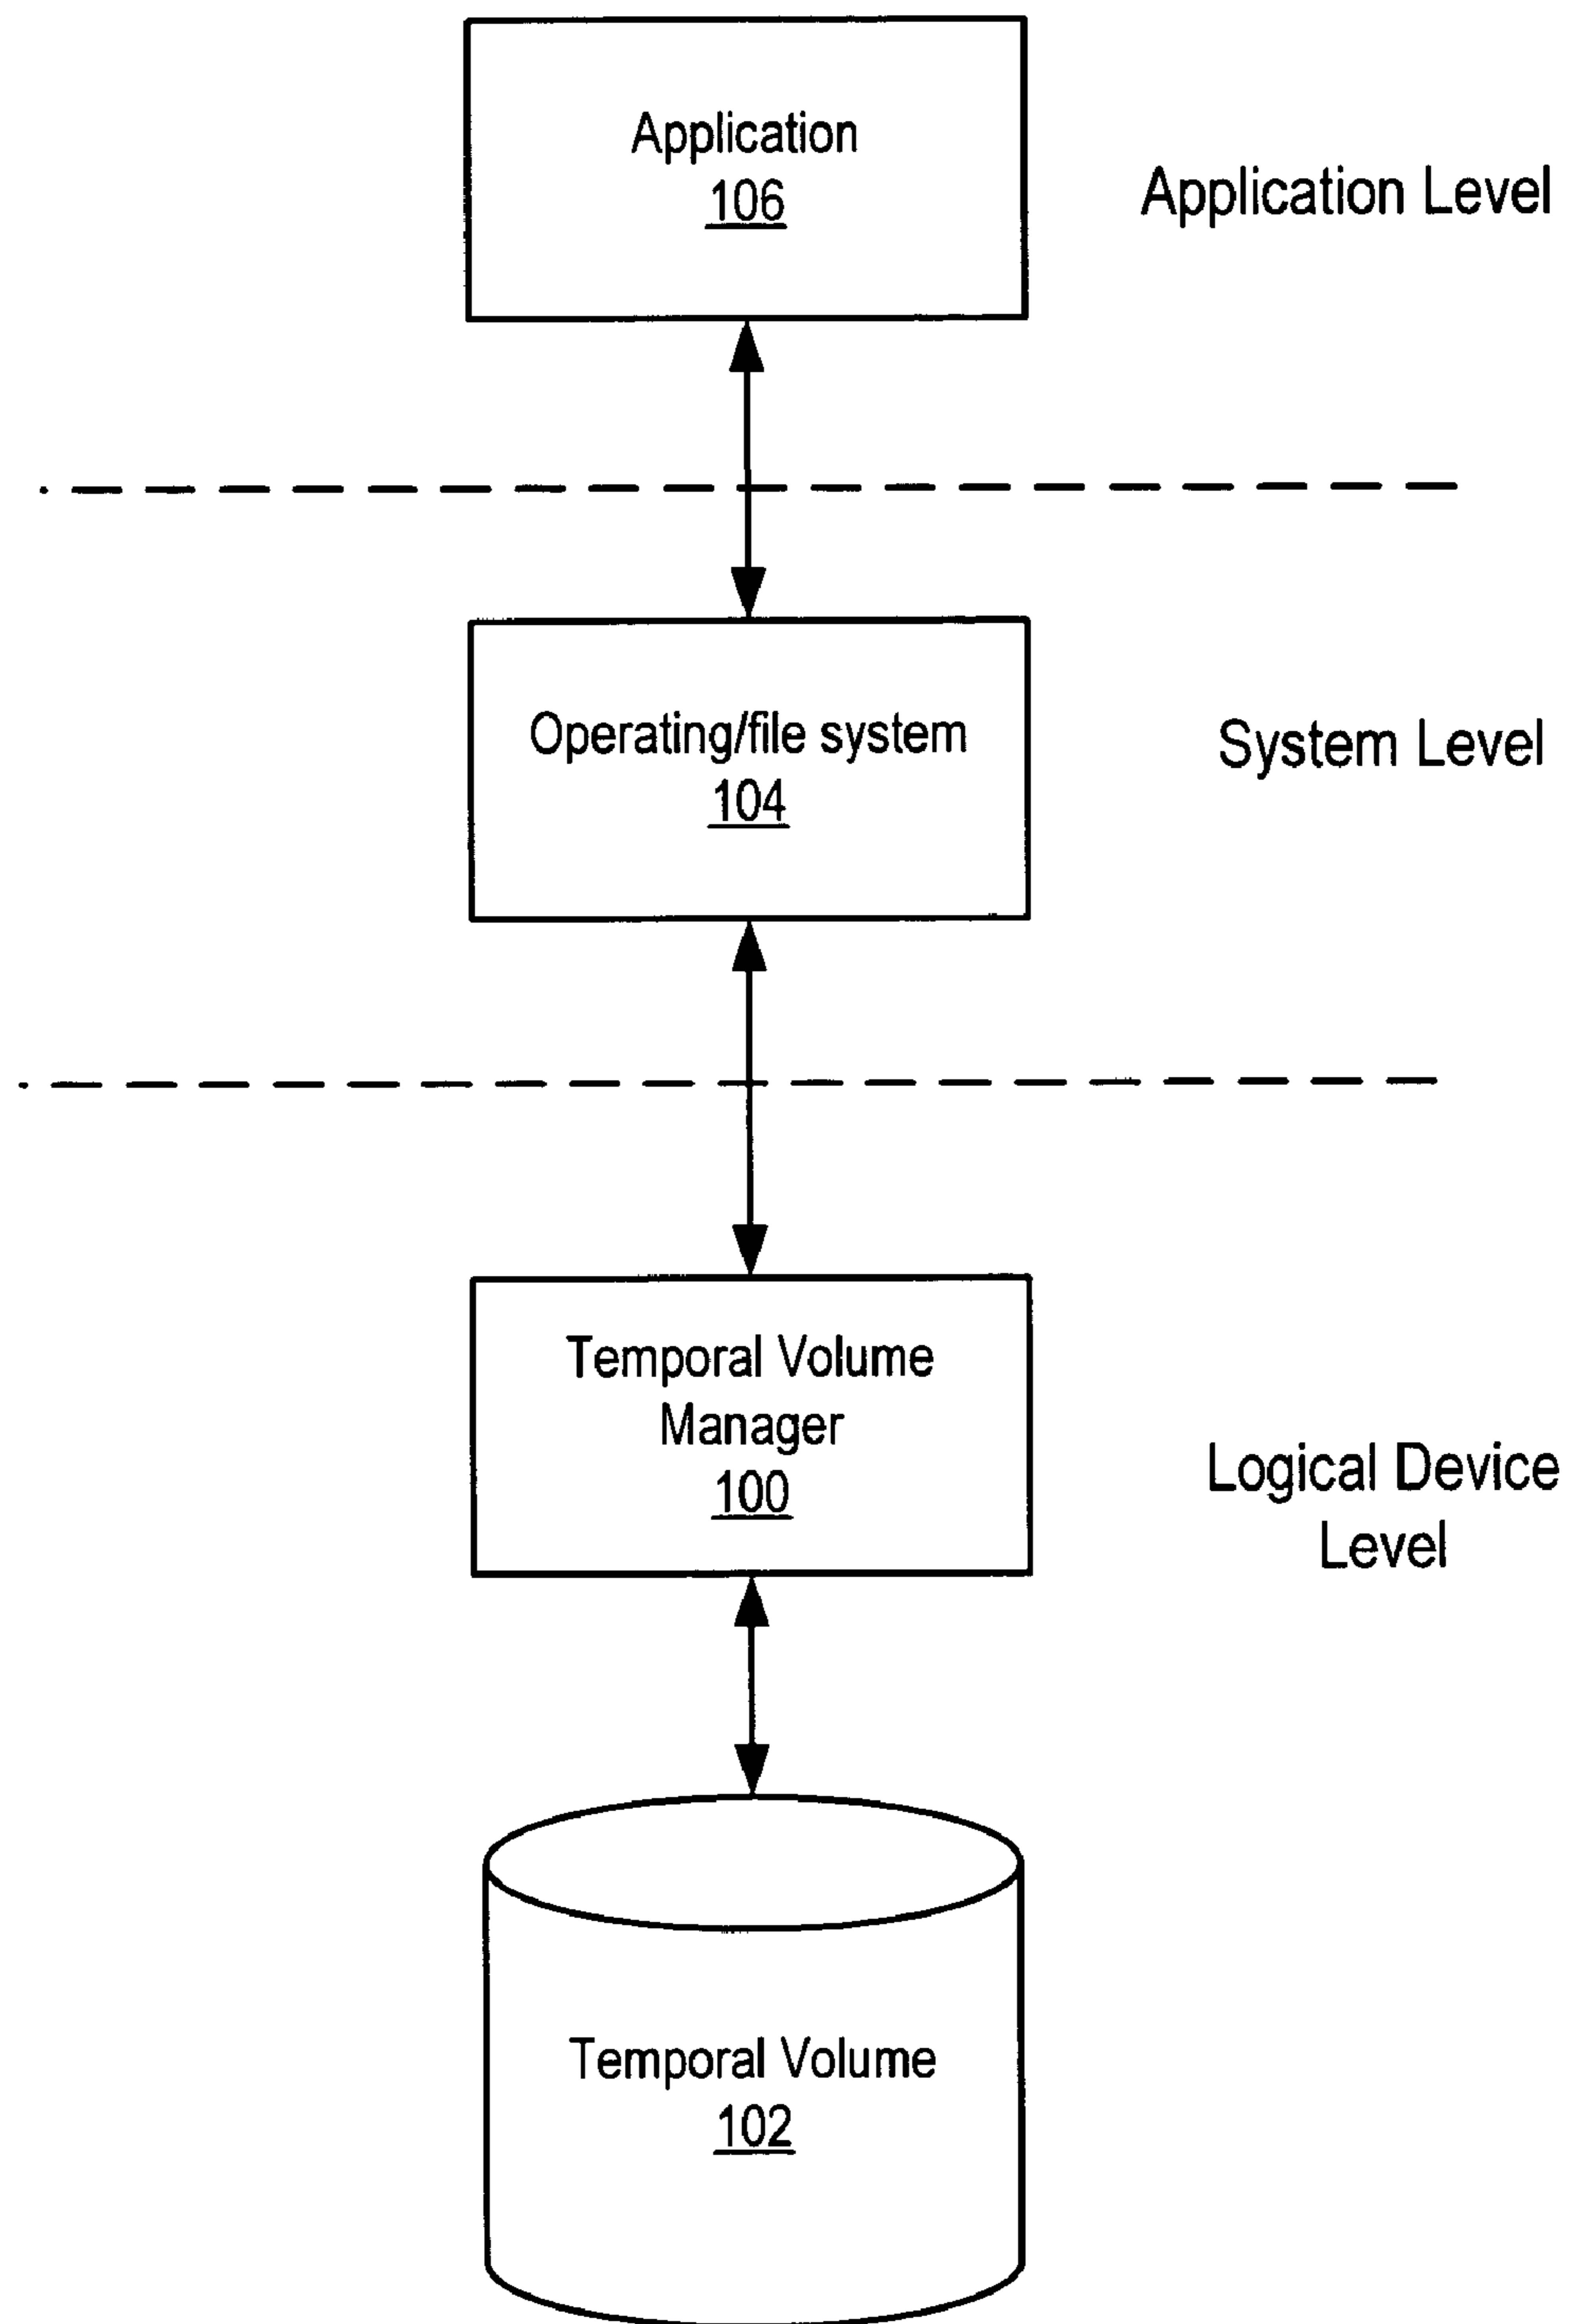 Application
106
Application Level
Operating/file system
104
System Level
Temporal Volume
Manager
100
Logical Device
Level
Temporal Volume
102